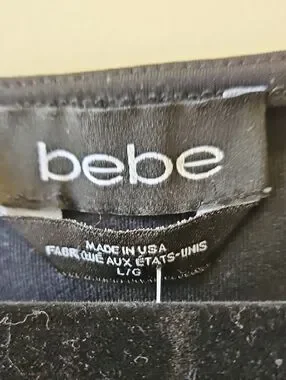 bebe
MADE IN USA
FABRIQUÉ AUX ÉTATS-UNIS
L/G